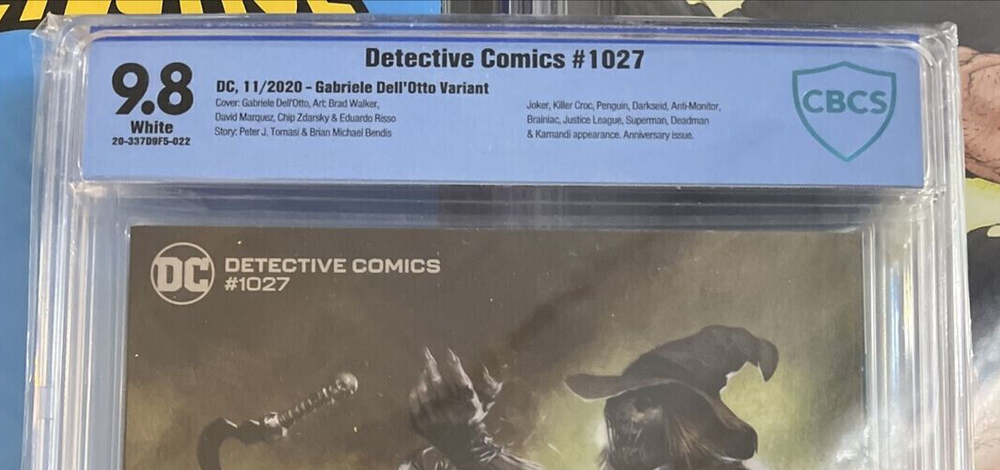 Detective Comics #1027
9.8
White
20-337D9F5-022
DC, 11/2020 - Gabriele Dell'Otto Variant
Cover: Gabriele Dell'Otto, Art: Brad Walker,
David Marquez, Chip Zdarsky & Eduardo Risso
Story: Peter J. Tomasi & Brian Michael Bendis
Joker, Killer Croc, Penguin, Darkseid, Anti-Monitor,
Brainiac, Justice League, Superman, Deadman
& Kamandi appearance. Anniversary issue.
CBCS
DC
DETECTIVE COMICS
#1027